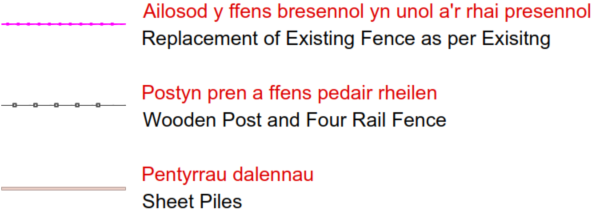 Ailosod y ffens bresennol yn unol a'r rhai presennol
Replacement of Existing Fence as per Exisitng
Postyn pren a ffens pedair rheilen
Wooden Post and Four Rail Fence
Pentyrrau dalennau
Sheet Piles